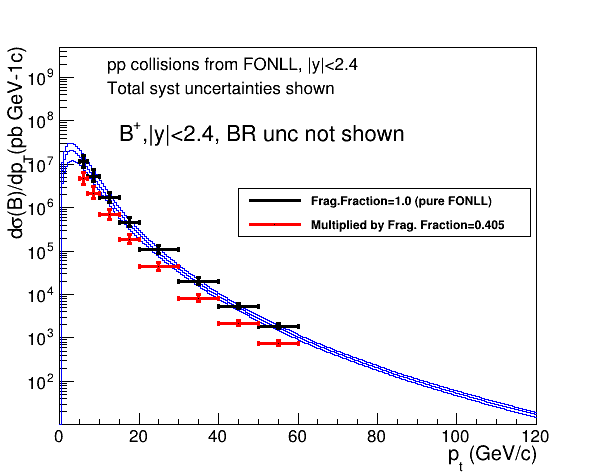 pp collisions from FONLL, |y|<2.4
Total syst uncertainties shown
B⁺,|y|<2.4, BR unc not shown
Frag.Fraction=1.0 (pure FONLL)
Multiplied by Frag. Fraction=0.405
dσ(B)/dp_T(pb GeV-1c)
10⁹
10⁸
10⁷
10⁶
10⁵
10⁴
10³
10²
0 20 40 60 80 100 120
p_t (GeV/c)